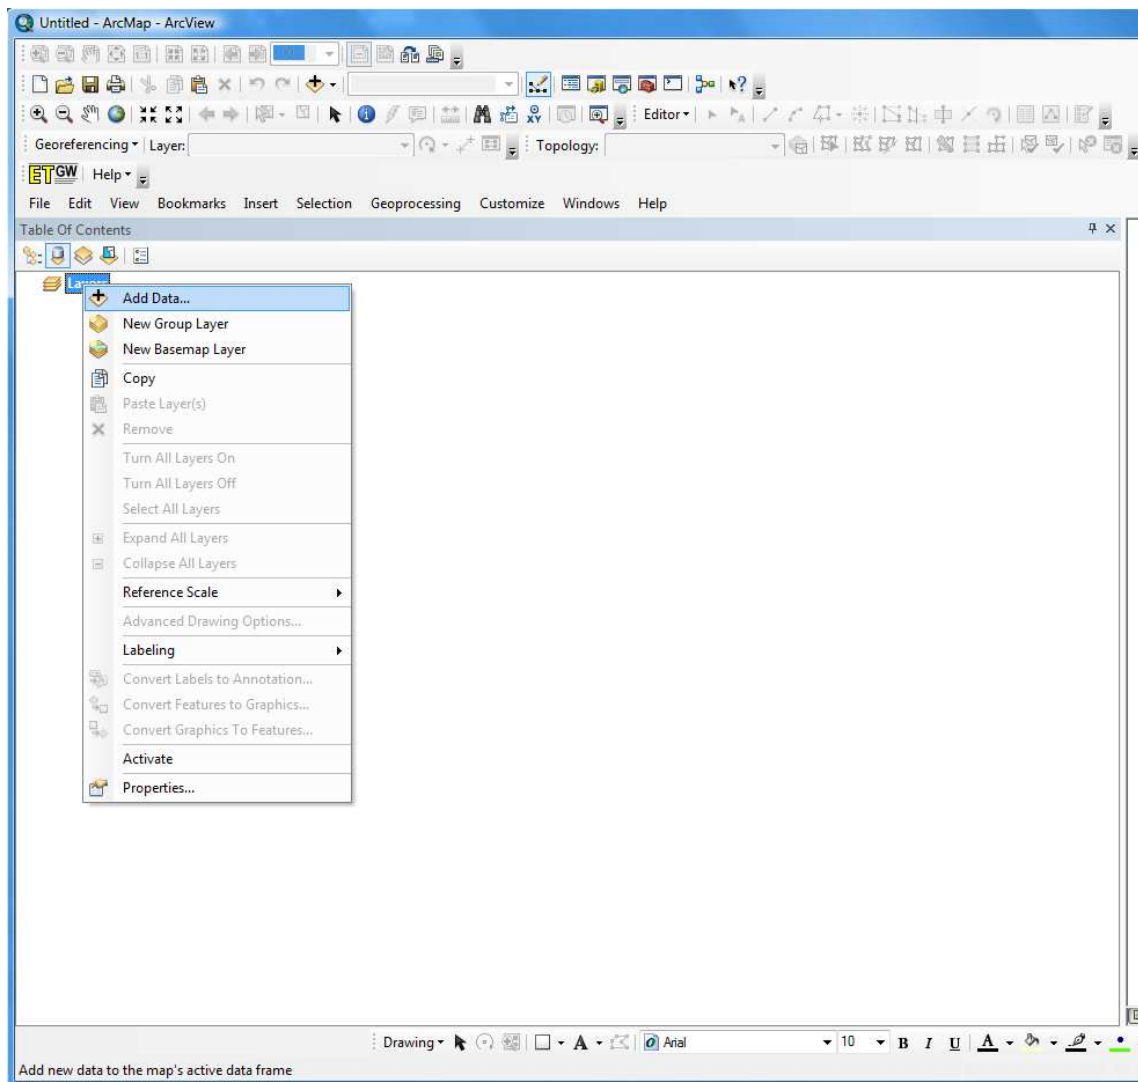 Untitled - ArcMap - ArcView
Editor
Georeferencing Layer: Topology:
ETGW Help
File Edit View Bookmarks Insert Selection Geoprocessing Customize Windows Help
Table Of Contents
Layers
Add Data...
New Group Layer
New Basemap Layer
Copy
Paste Layer(s)
Remove
Turn All Layers On
Turn All Layers Off
Select All Layers
Expand All Layers
Collapse All Layers
Reference Scale
Advanced Drawing Options...
Labeling
Convert Labels to Annotation...
Convert Features to Graphics...
Convert Graphics To Features...
Activate
Properties...
Drawing A Arial 10 B I U A
Add new data to the map's active data frame